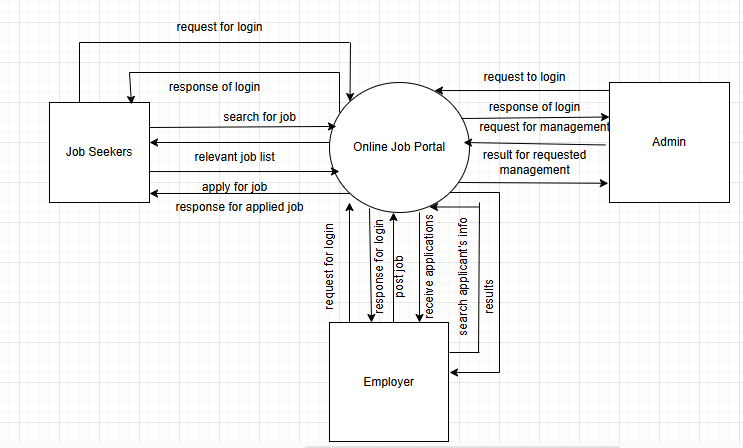 request for login
response of login
search for job
relevant job list
apply for job
response for applied job
Job Seekers
Online Job Portal
request to login
response of login
request for management
result for requested
management
Admin
request for login
response for login
post job
receive applications
search applicant's info
results
Employer